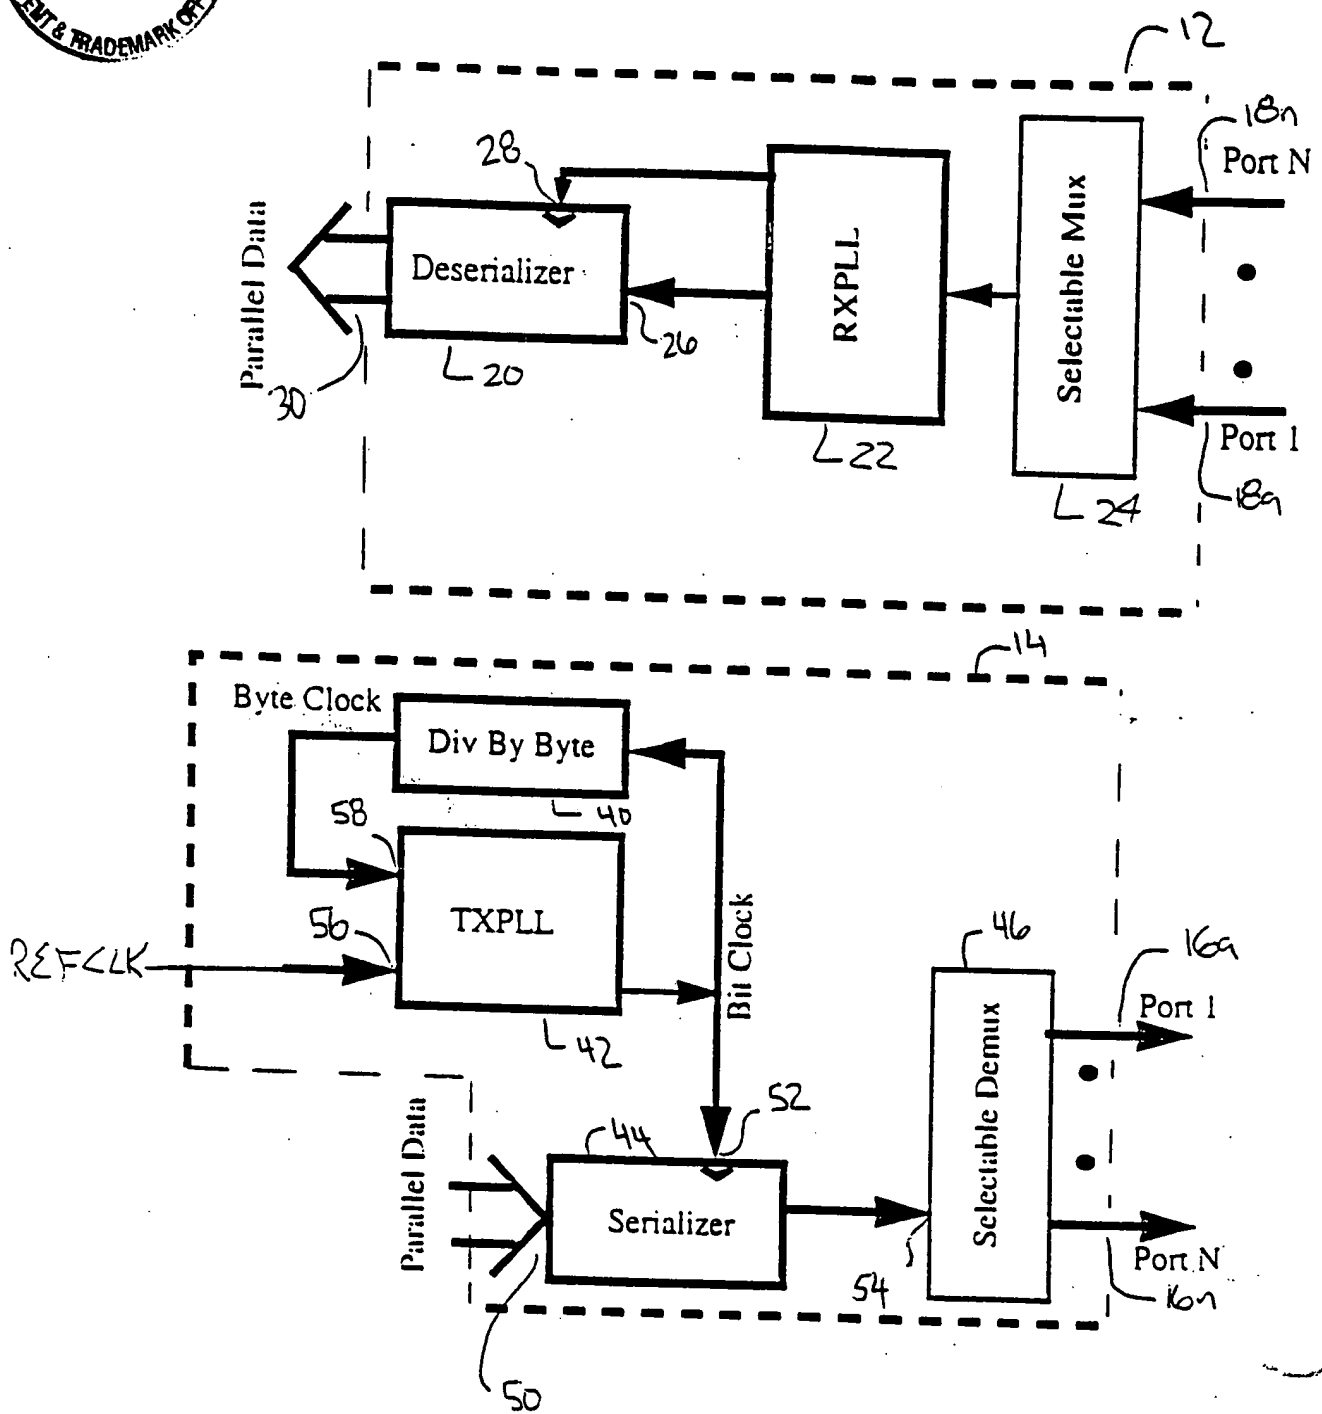 ENT & TRADEMARK OFF
12
18n
Port N
28
Parallel Data
Deserializer
RXPLL
Selectable Mux
26
20
30
22
24
Port 1
18a
14
Byte Clock
Div By Byte
40
58
TXPLL
56
REFCLK
42
Bit Clock
46
16a
Port 1
52
Parallel Data
44
Serializer
Selectable Demux
54
Port N
16n
50